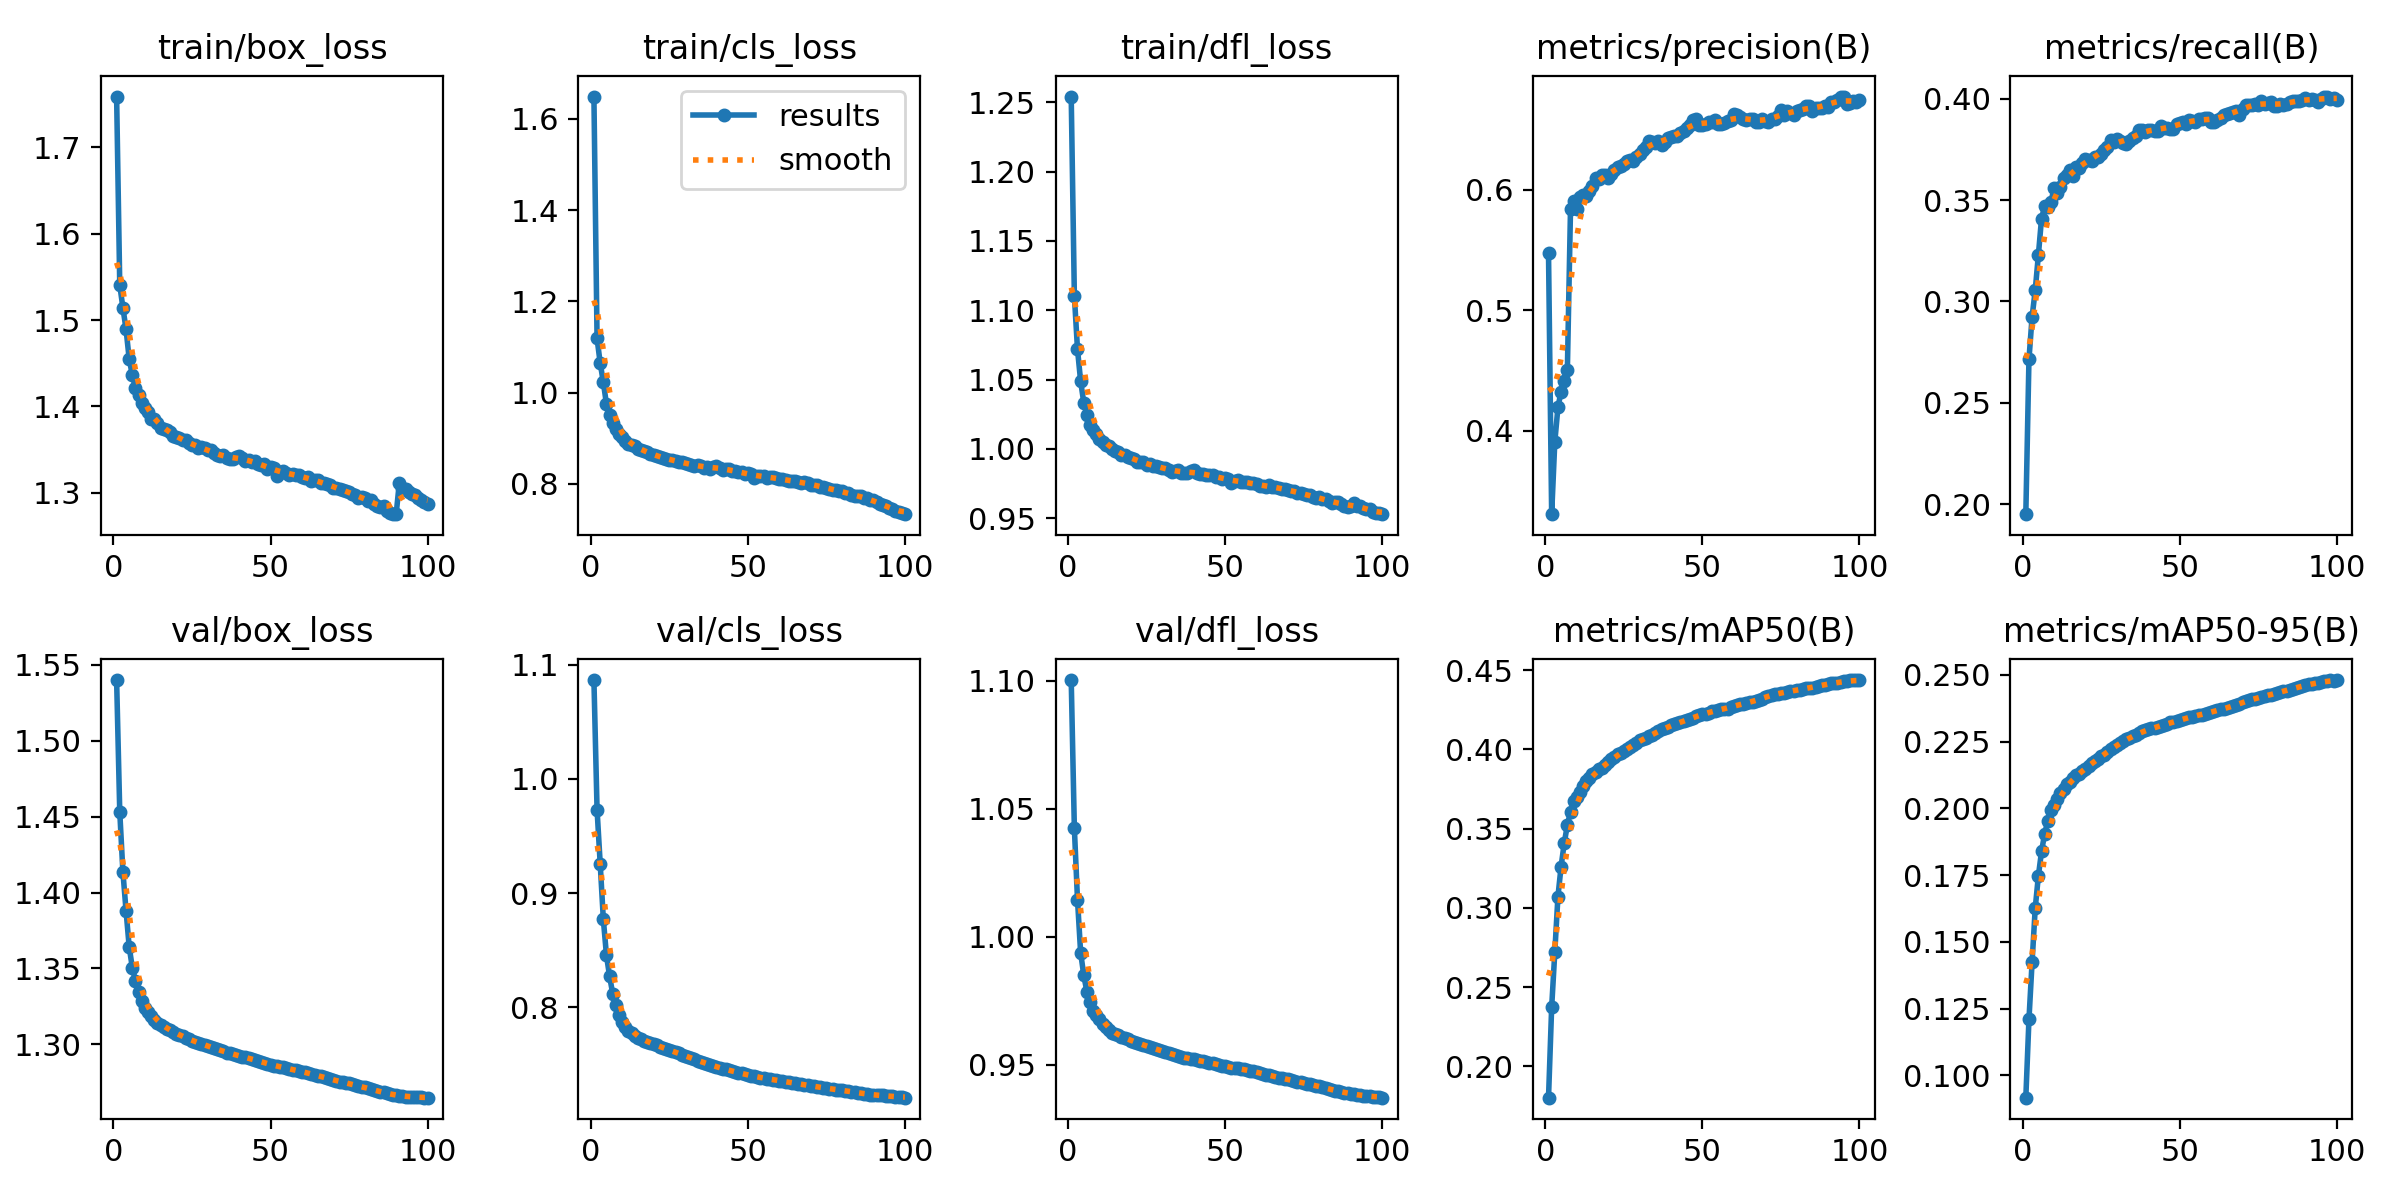 train/box_loss
1.7
1.6
1.5
1.4
1.3
0 50 100
train/cls_loss
results
smooth
1.6
1.4
1.2
1.0
0.8
0 50 100
train/dfl_loss
1.25
1.20
1.15
1.10
1.05
1.00
0.95
0 50 100
metrics/precision(B)
0.6
0.5
0.4
0 50 100
metrics/recall(B)
0.40
0.35
0.30
0.25
0.20
0 50 100
val/box_loss
1.55
1.50
1.45
1.40
1.35
1.30
0 50 100
val/cls_loss
1.1
1.0
0.9
0.8
0 50 100
val/dfl_loss
1.10
1.05
1.00
0.95
0 50 100
metrics/mAP50(B)
0.45
0.40
0.35
0.30
0.25
0.20
0 50 100
metrics/mAP50-95(B)
0.250
0.225
0.200
0.175
0.150
0.125
0.100
0 50 100